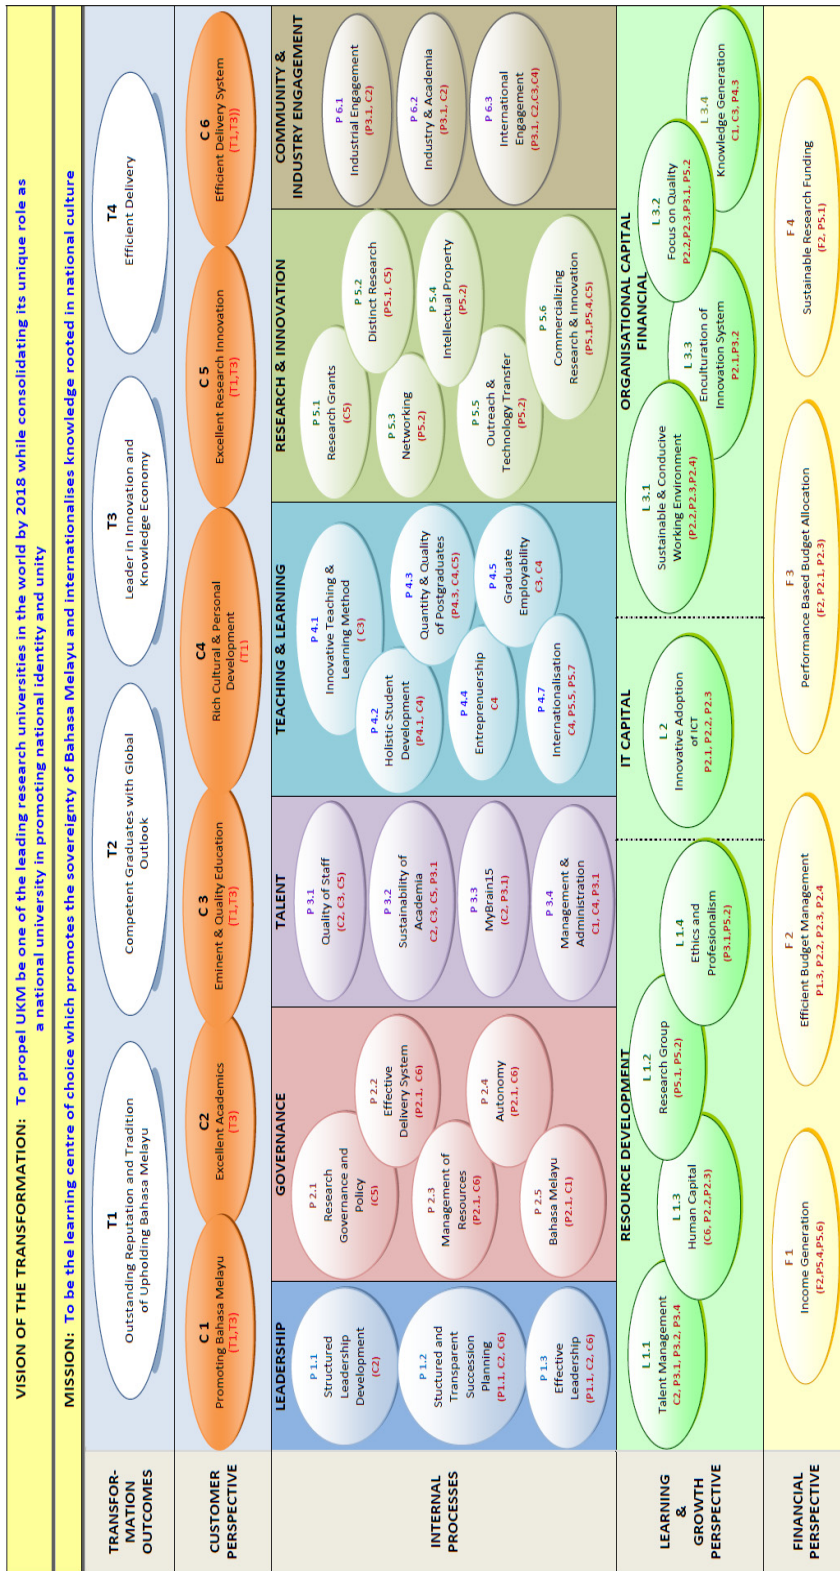 VISION OF THE TRANSFORMATION: To propel UKM be one of the leading research universities in the world by 2018 while consolidating its unique role as
a national university in promoting national identity and unity
MISSION: To be the learning centre of choice which promotes the sovereignty of Bahasa Melayu and internationalises knowledge rooted in national culture
TRANSFOR-
MATION
OUTCOMES
T1
Outstanding Reputation and Tradition
of Upholding Bahasa Melayu
T2
Competent Graduates with Global
Outlook
T3
Leader in Innovation and
Knowledge Economy
T4
Efficient Delivery
CUSTOMER
PERSPECTIVE
C 1
Promoting Bahasa Melayu
(T1,T3)
C2
Excellent Academics
(T3)
C 3
Eminent & Quality Education
(T1,T3)
C4
Rich Cultural & Personal
Development
(T1)
C 5
Excellent Research Innovation
(T1,T3)
C 6
Efficient Delivery System
(T1,T3))
INTERNAL
PROCESSES
LEADERSHIP
P 1.1
Structured
Leadership
Development
(C2)
P 1.2
Stuctured and
Transparent
Succession
Planning
(P1.1, C2, C6)
P 1.3
Effective
Leadership
(P1.1, C2, C6)
GOVERNANCE
P 2.1
Research
Governance and
Policy
(C5)
P 2.2
Effective
Delivery System
(P2.1, C6)
P 2.3
Management of
Resources
(P2.1, C6)
P 2.4
Autonomy
(P2.1, C6)
P 2.5
Bahasa Melayu
(P2.1, C1)
TALENT
P 3.1
Quality of Staff
(C2, C3, C5)
P 3.2
Sustainability of
Academia
C2, C3, C5, P3.1
P 3.3
MyBrain15
(C2, P3.1)
P 3.4
Management &
Administration
C1, C4, P3.1
TEACHING & LEARNING
P 4.1
Innovative Teaching &
Learning Method
( C3)
P 4.2
Holistic Student
Development
(P4.1, C4)
P 4.3
Quantity & Quality
of Postgraduates
(P4.3, C4,C5)
P 4.4
Entreprenuership
C4
P 4.5
Graduate
Employability
C3, C4
P 4.7
Internationalisation
C4, P5.5, P5.7
RESEARCH & INNOVATION
P 5.1
Research Grants
(C5)
P 5.2
Distinct Research
(P5.1, C5)
P 5.3
Networking
(P5.2)
P 5.4
Intellectual Property
(P5.2)
P 5.5
Outreach &
Technology Transfer
(P5.2)
P 5.6
Commercializing
Research & Innovation
(P5.1,P5.4,C5)
COMMUNITY &
INDUSTRY ENGAGEMENT
P 6.1
Industrial Engagement
(P3.1, C2)
P 6.2
Industry & Academia
(P3.1, C2)
P 6.3
International
Engagement
(P3.1, C2,C3,C4)
LEARNING
&
GROWTH
PERSPECTIVE
RESOURCE DEVELOPMENT
L 1.1
Talent Management
C2, P3.1, P3.2, P3.4
L 1.3
Human Capital
(C6, P2.2,P2.3)
L 1.2
Research Group
(P5.1, P5.2)
L 1.4
Ethics and
Profesionalism
(P3.1,P5.2)
IT CAPITAL
L 2
Innovative Adoption
of ICT
P2.1, P2.2, P2.3
ORGANISATIONAL CAPITAL
FINANCIAL
L 3.1
Sustainable & Conducive
Working Environment
(P2.2,P2.3,P2.4)
L 3.3
Enculturation of
Innovation System
P2.1,P3.2
L 3.2
Focus on Quality
P2.2,P2.3,P3.1, P5.2
L 3.4
Knowledge Generation
C1, C3, P4.3
FINANCIAL
PERSPECTIVE
F 1
Income Generation
(F2,P5.4,P5.6)
F 2
Efficient Budget Management
P1.3, P2.2, P2.3, P2.4
F 3
Performance Based Budget Allocation
(F2, P2.1, P2.3)
F 4
Sustainable Research Funding
(F2, P5.1)